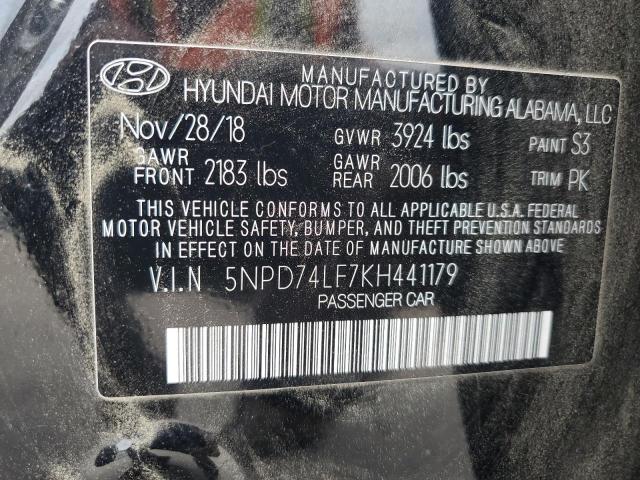 MANUFACTURED BY
HYUNDAI MOTOR MANUFACTURING ALABAMA, LLC
Nov/28/18 GVWR 3924 lbs PAINT S3
GAWR FRONT 2183 lbs GAWR REAR 2006 lbs TRIM PK
THIS VEHICLE CONFORMS TO ALL APPLICABLE U.S.A. FEDERAL
MOTOR VEHICLE SAFETY, BUMPER, AND THEFT PREVENTION STANDARDS
IN EFFECT ON THE DATE OF MANUFACTURE SHOWN ABOVE.
V.I.N 5NPD74LF7KH441179
PASSENGER CAR